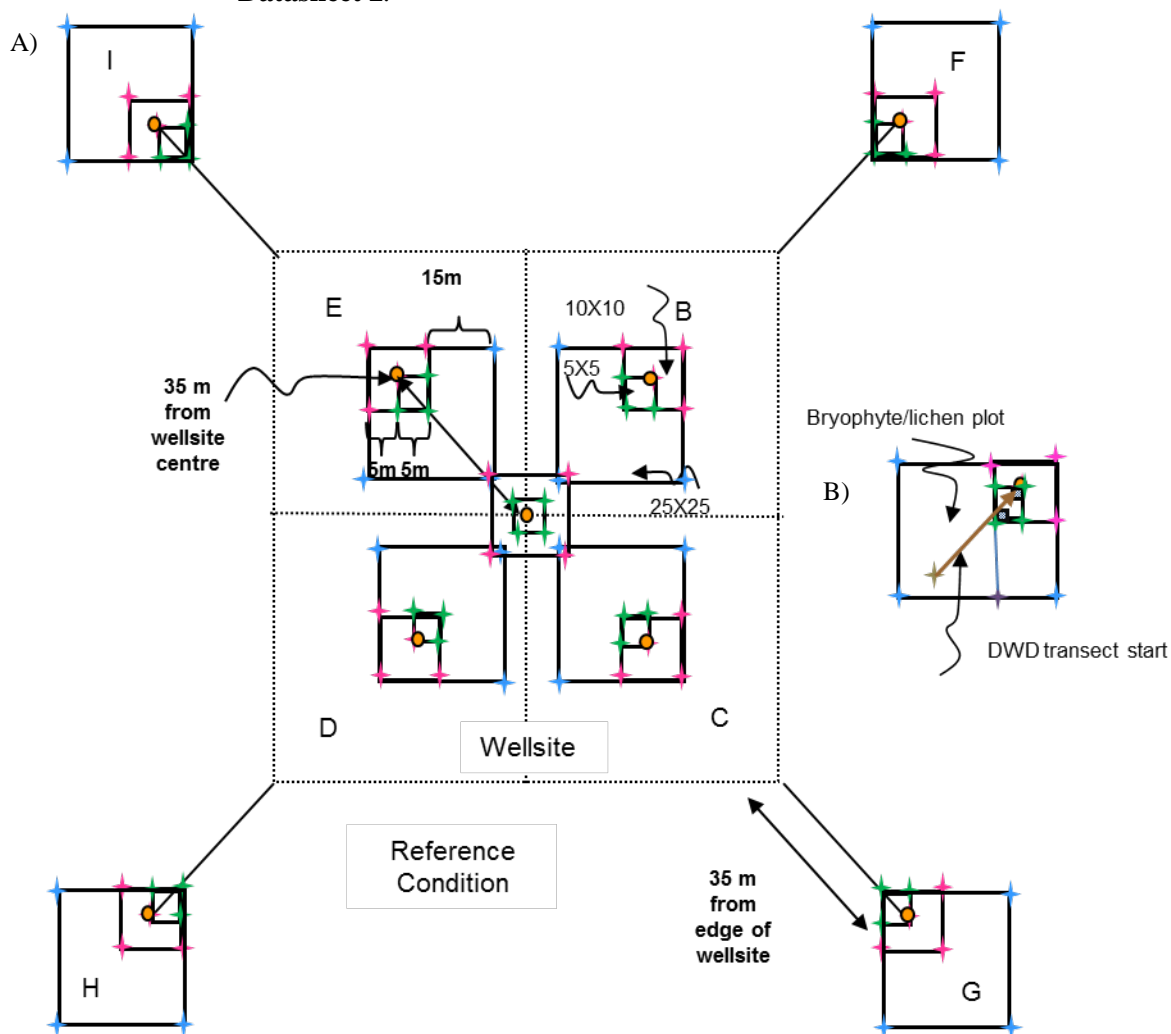 Datasheet 2.
A)
I
F
15m
E
10X10
B
5X5
35 m
from
wellsite
centre
Bryophyte/lichen plot
5m 5m
B)
25X25
DWD transect start
D
C
Wellsite
Reference
Condition
35 m
from
edge of
wellsite
H
G